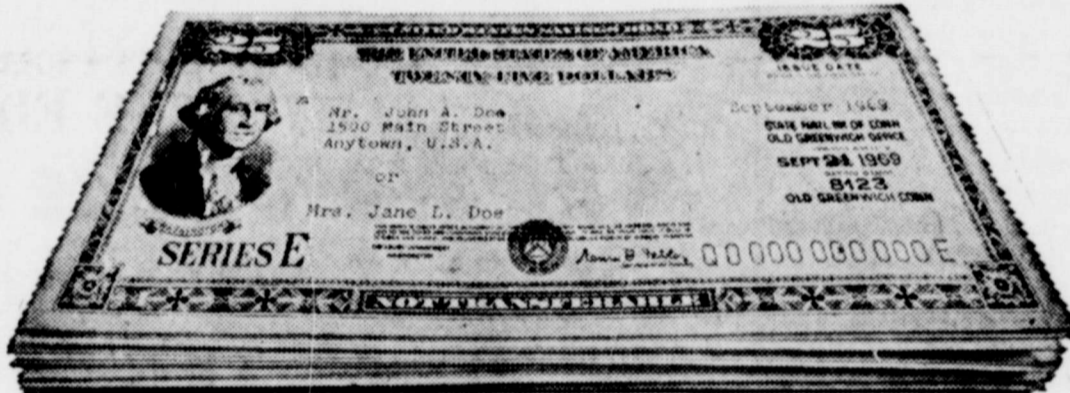 25
25
THE UNITED STATES OF AMERICA
TWENTY-FIVE DOLLARS
ISSUE DATE
Mr. John A. Doe
1500 Main Street
Anytown, U.S.A.
or
Mrs. Jane L. Doe
September 1969
STATE NATL BK OF CONN
OLD GREENWICH OFFICE
SEPT 24 1969
8123
OLD GREENWICH CONN
WASHINGTON
SERIES E
00000000000E
NOT TRANSFERABLE